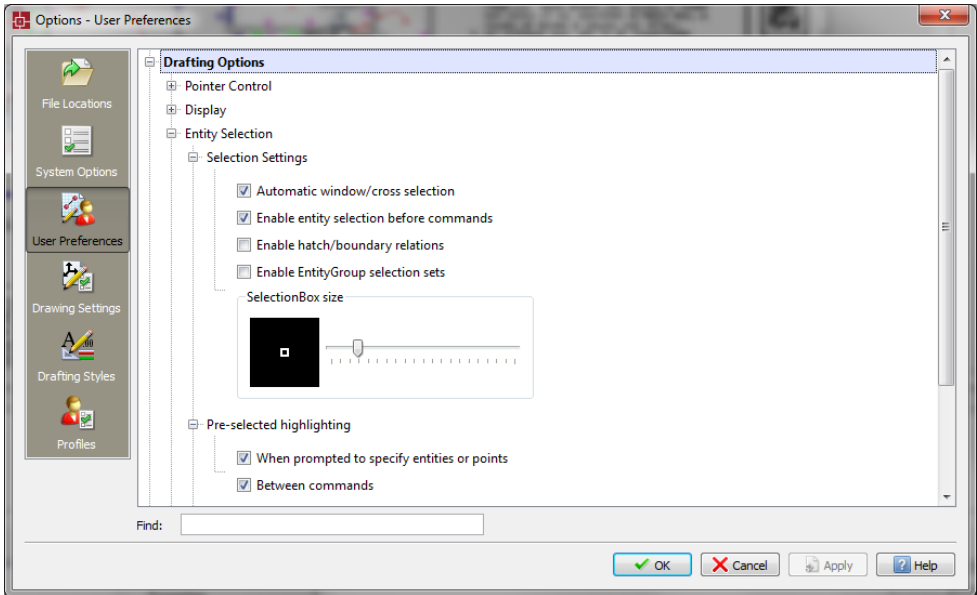 Options - User Preferences
File Locations
System Options
User Preferences
Drawing Settings
Drafting Styles
Profiles
Drafting Options
Pointer Control
Display
Entity Selection
Selection Settings
Automatic window/cross selection
Enable entity selection before commands
Enable hatch/boundary relations
Enable EntityGroup selection sets
SelectionBox size
Pre-selected highlighting
When prompted to specify entities or points
Between commands
Find:
OK
Cancel
Apply
Help